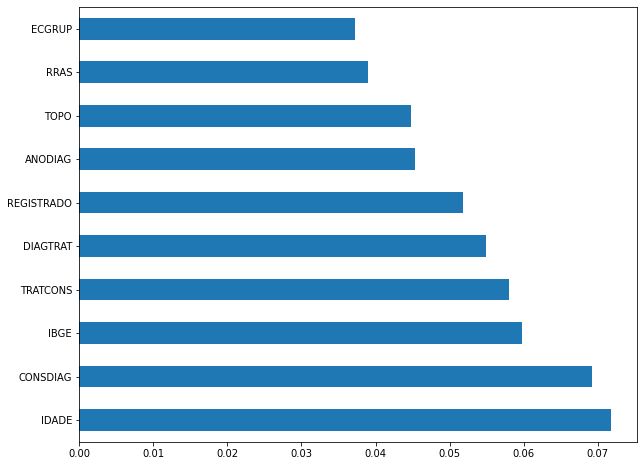 ECGRUP
RRAS
TOPO
ANODIAG
REGISTRADO
DIAGTRAT
TRATCONS
IBGE
CONSDIAG
IDADE
0.00 0.01 0.02 0.03 0.04 0.05 0.06 0.07